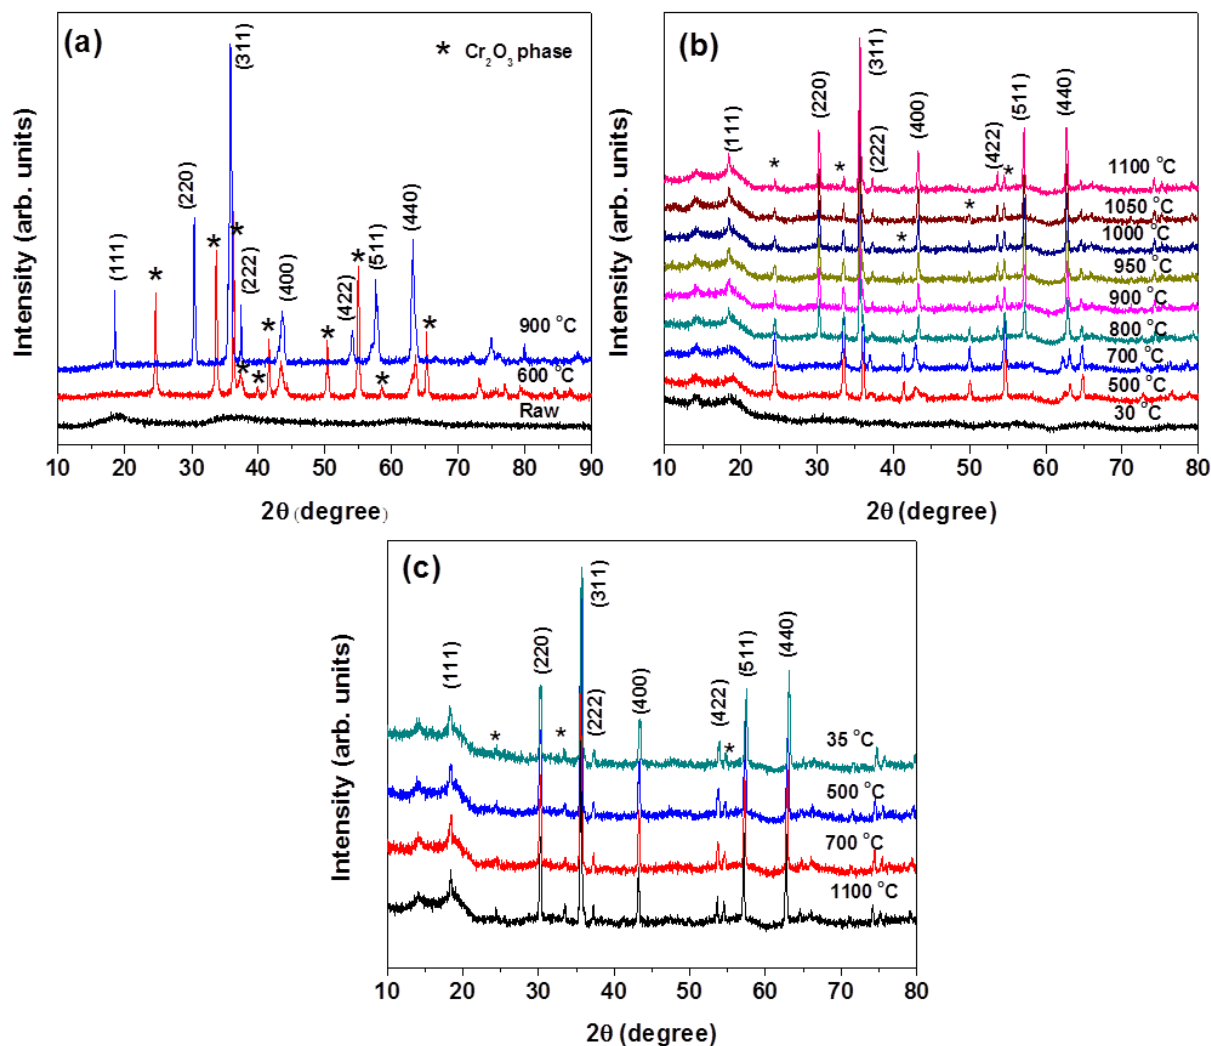 (a)
(311)
* Cr2O3 phase
(220)
*
*
(440)
(111)
*
*
(222)
(400)
(422)
(511)
*
*
*
*
*
*
*
900 °C
600 °C
Raw
10 20 30 40 50 60 70 80 90
2θ (degree)
Intensity (arb. units)
(b)
(311)
(220)
(511)
(440)
(111)
(400)
(222)
(422)
*
*
*
*
*
1100 °C
1050 °C
1000 °C
950 °C
900 °C
800 °C
700 °C
500 °C
30 °C
10 20 30 40 50 60 70 80
2θ (degree)
Intensity (arb. units)
(c)
(311)
(220)
(440)
(511)
(111)
(400)
(422)
(222)
*
*
*
35 °C
500 °C
700 °C
1100 °C
10 20 30 40 50 60 70 80
2θ (degree)
Intensity (arb. units)